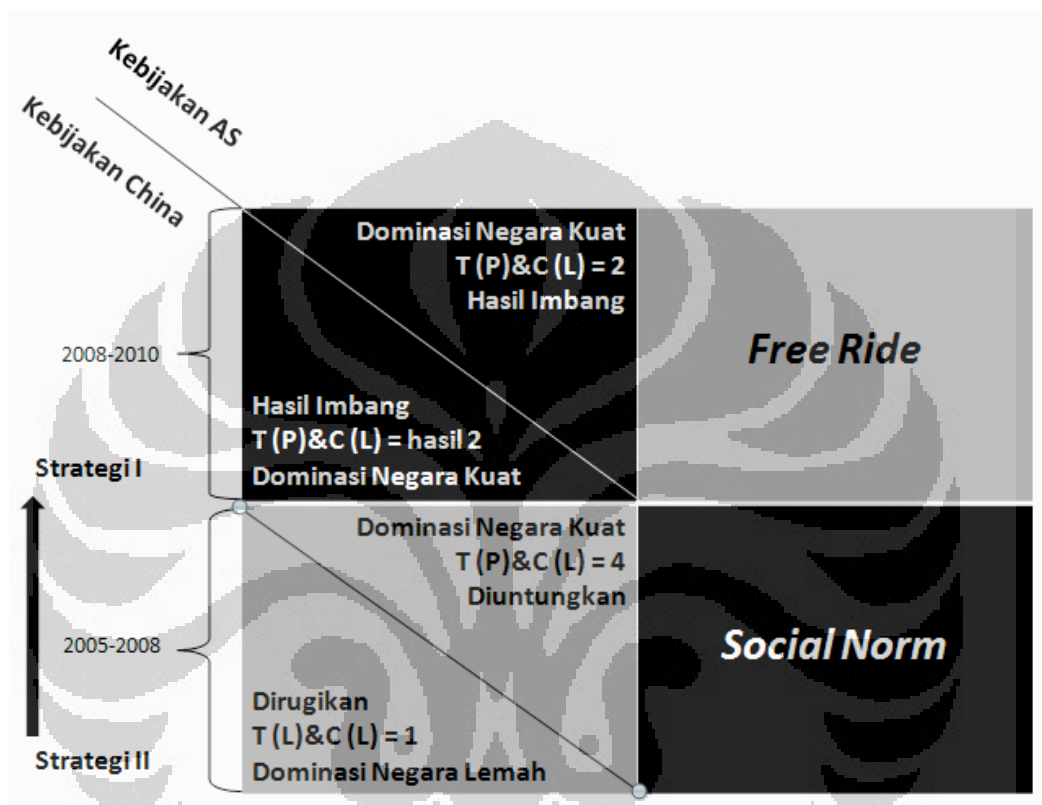 Kebijakan AS
Kebijakan China
Dominasi Negara Kuat
T (P)&C (L) = 2
Hasil Imbang
Free Ride
2008-2010
Hasil Imbang
T (P)&C (L) = hasil 2
Dominasi Negara Kuat
Strategi I
Dominasi Negara Kuat
T (P)&C (L) = 4
Diuntungkan
Social Norm
2005-2008
Dirugikan
T (L)&C (L) = 1
Dominasi Negara Lemah
Strategi II